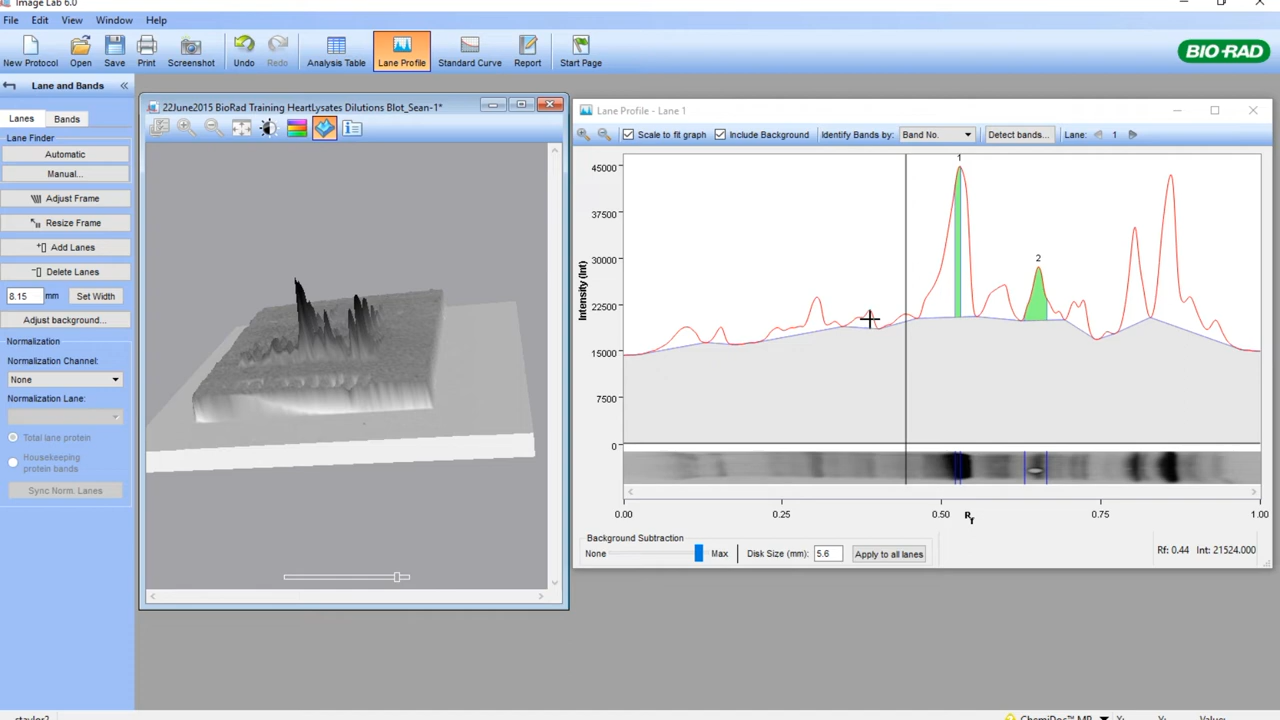 Image Lab 6.0
File Edit View Window Help
New Protocol Open Save Print Screenshot Undo Redo Analysis Table Lane Profile Standard Curve Report Start Page
BIO-RAD
Lane and Bands
Lanes Bands
Lane Finder
Automatic
Manual...
Adjust Frame
Resize Frame
Add Lanes
Delete Lanes
8.15 mm Set Width
Adjust background...
Normalization
Normalization Channel:
None
Normalization Lane:
Total lane protein
Housekeeping
protein bands
Sync Norm. Lanes
22June2015 BioRad Training HeartLysates Dilutions Blot_Sean-1*
Lane Profile - Lane 1
Scale to fit graph Include Background Identify Bands by: Band No. Detect bands... Lane: 1
Intensity (Int)
45000
37500
30000
22500
15000
7500
0
1
2
0.00 0.25 0.50 0.75 1.00
Rf
Background Subtraction
None Max Disk Size (mm): 5.6 Apply to all lanes
Rf: 0.44 Int: 21524.000